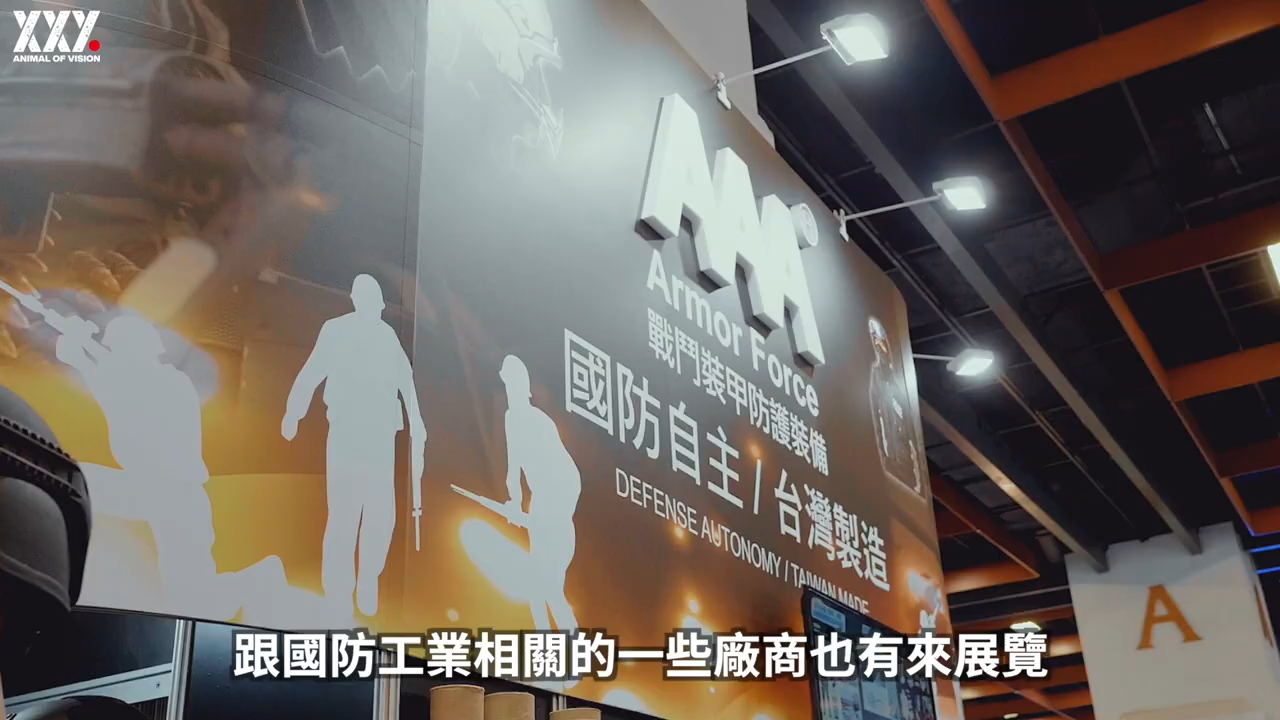 XXY.
ANIMAL OF VISION
AAA®
Armor Force
戰鬥裝甲防護裝備
國防自主 / 台灣製造
DEFENSE AUTONOMY / TAIWAN MADE
A
跟國防工業相關的一些廠商也有來展覽